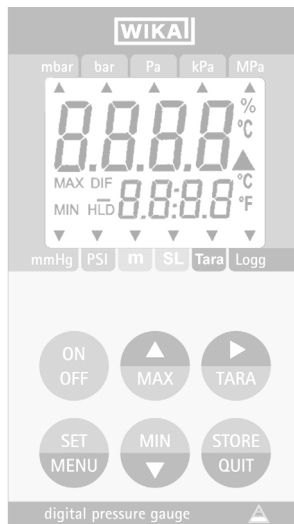 WIKA
mbar bar Pa kPa MPa
%
°C
8.8.8.8
MAX DIF °C
MIN HLD 8.8:8.8 °F
mmHg PSI m SL Tara Logg
ON
OFF
MAX
TARA
SET
MENU
MIN
STORE
QUIT
digital pressure gauge